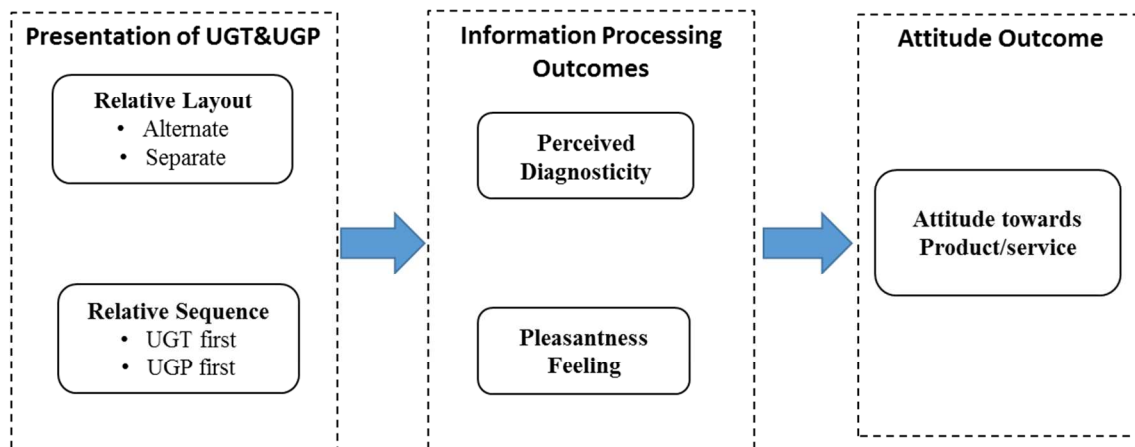 Presentation of UGT&UGP
Relative Layout
• Alternate
• Separate
Relative Sequence
• UGT first
• UGP first
Information Processing
Outcomes
Perceived
Diagnosticity
Pleasantness
Feeling
Attitude Outcome
Attitude towards
Product/service